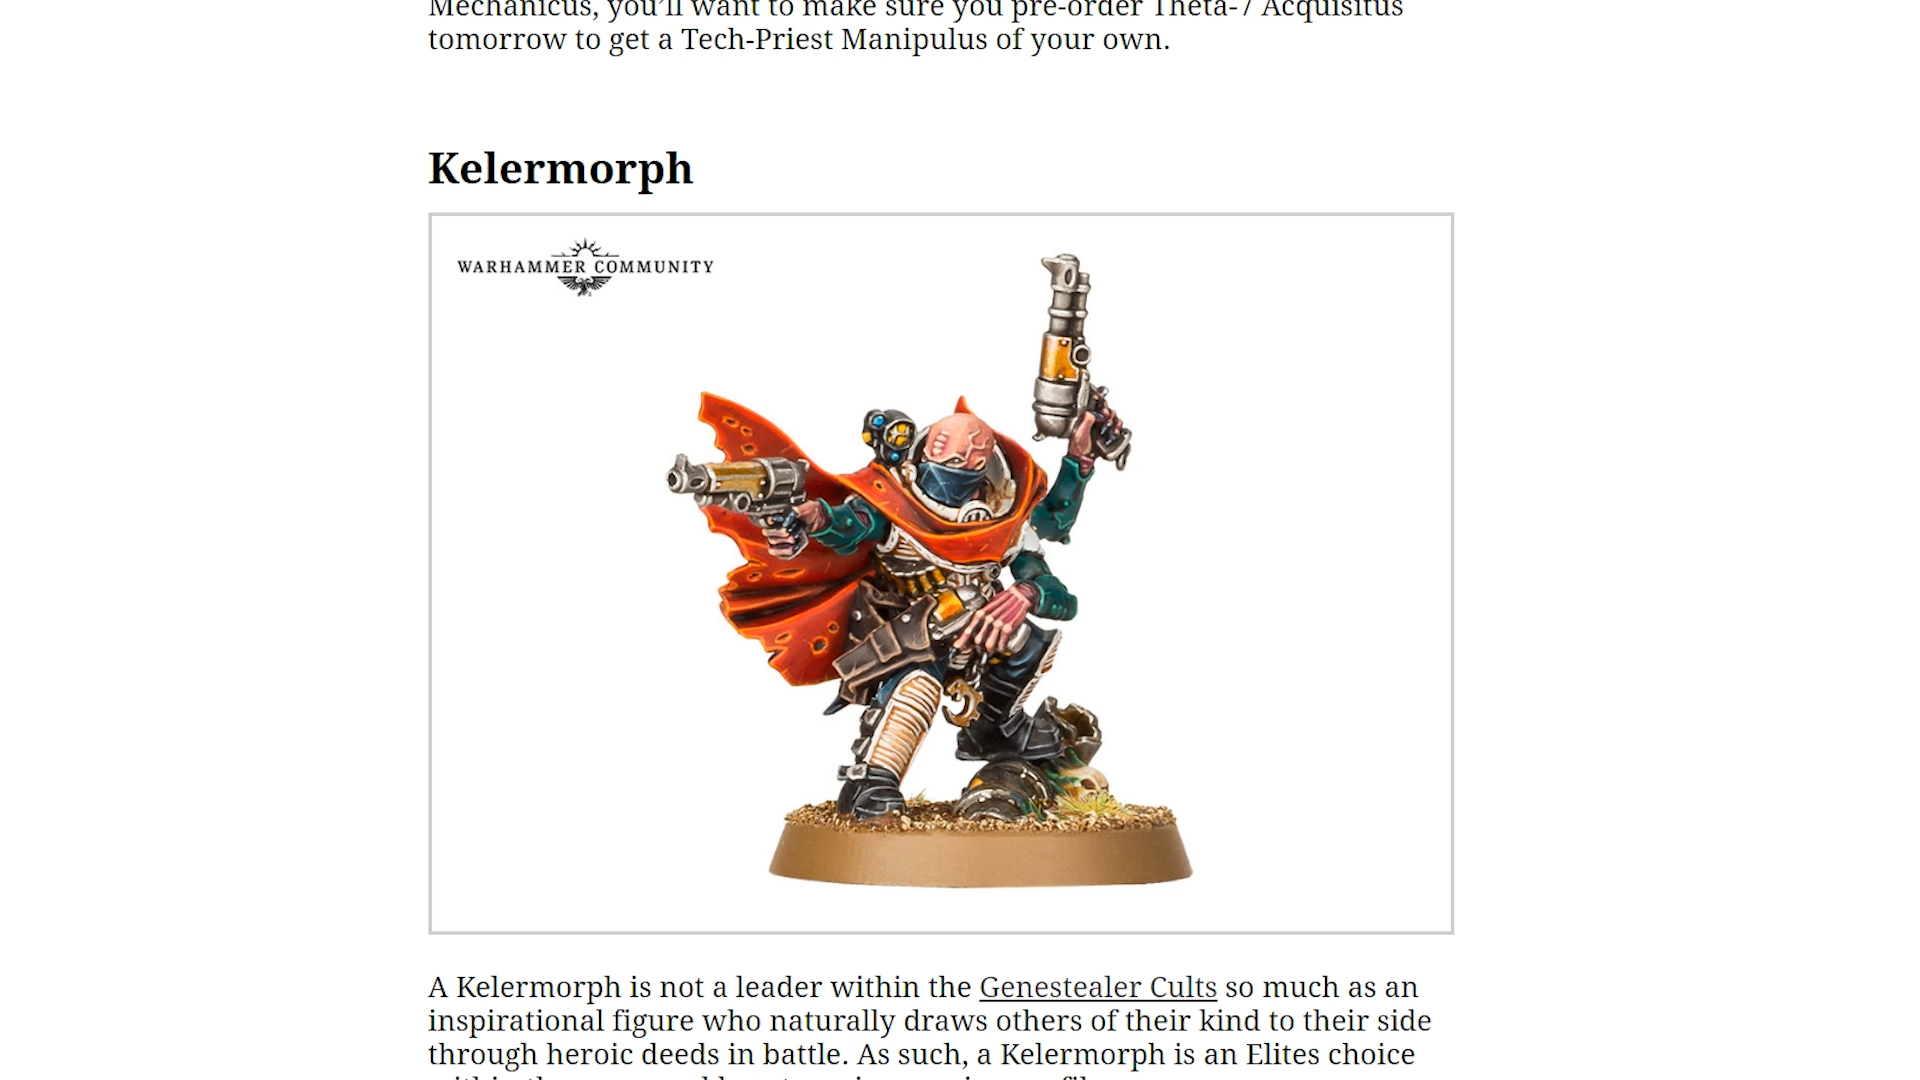 Mechanicus, you'll want to make sure you pre-order Theta-7 Acquisitus
tomorrow to get a Tech-Priest Manipulus of your own.
Kelermorph
WARHAMMER COMMUNITY
A Kelermorph is not a leader within the Genestealer Cults so much as an
inspirational figure who naturally draws others of their kind to their side
through heroic deeds in battle. As such, a Kelermorph is an Elites choice